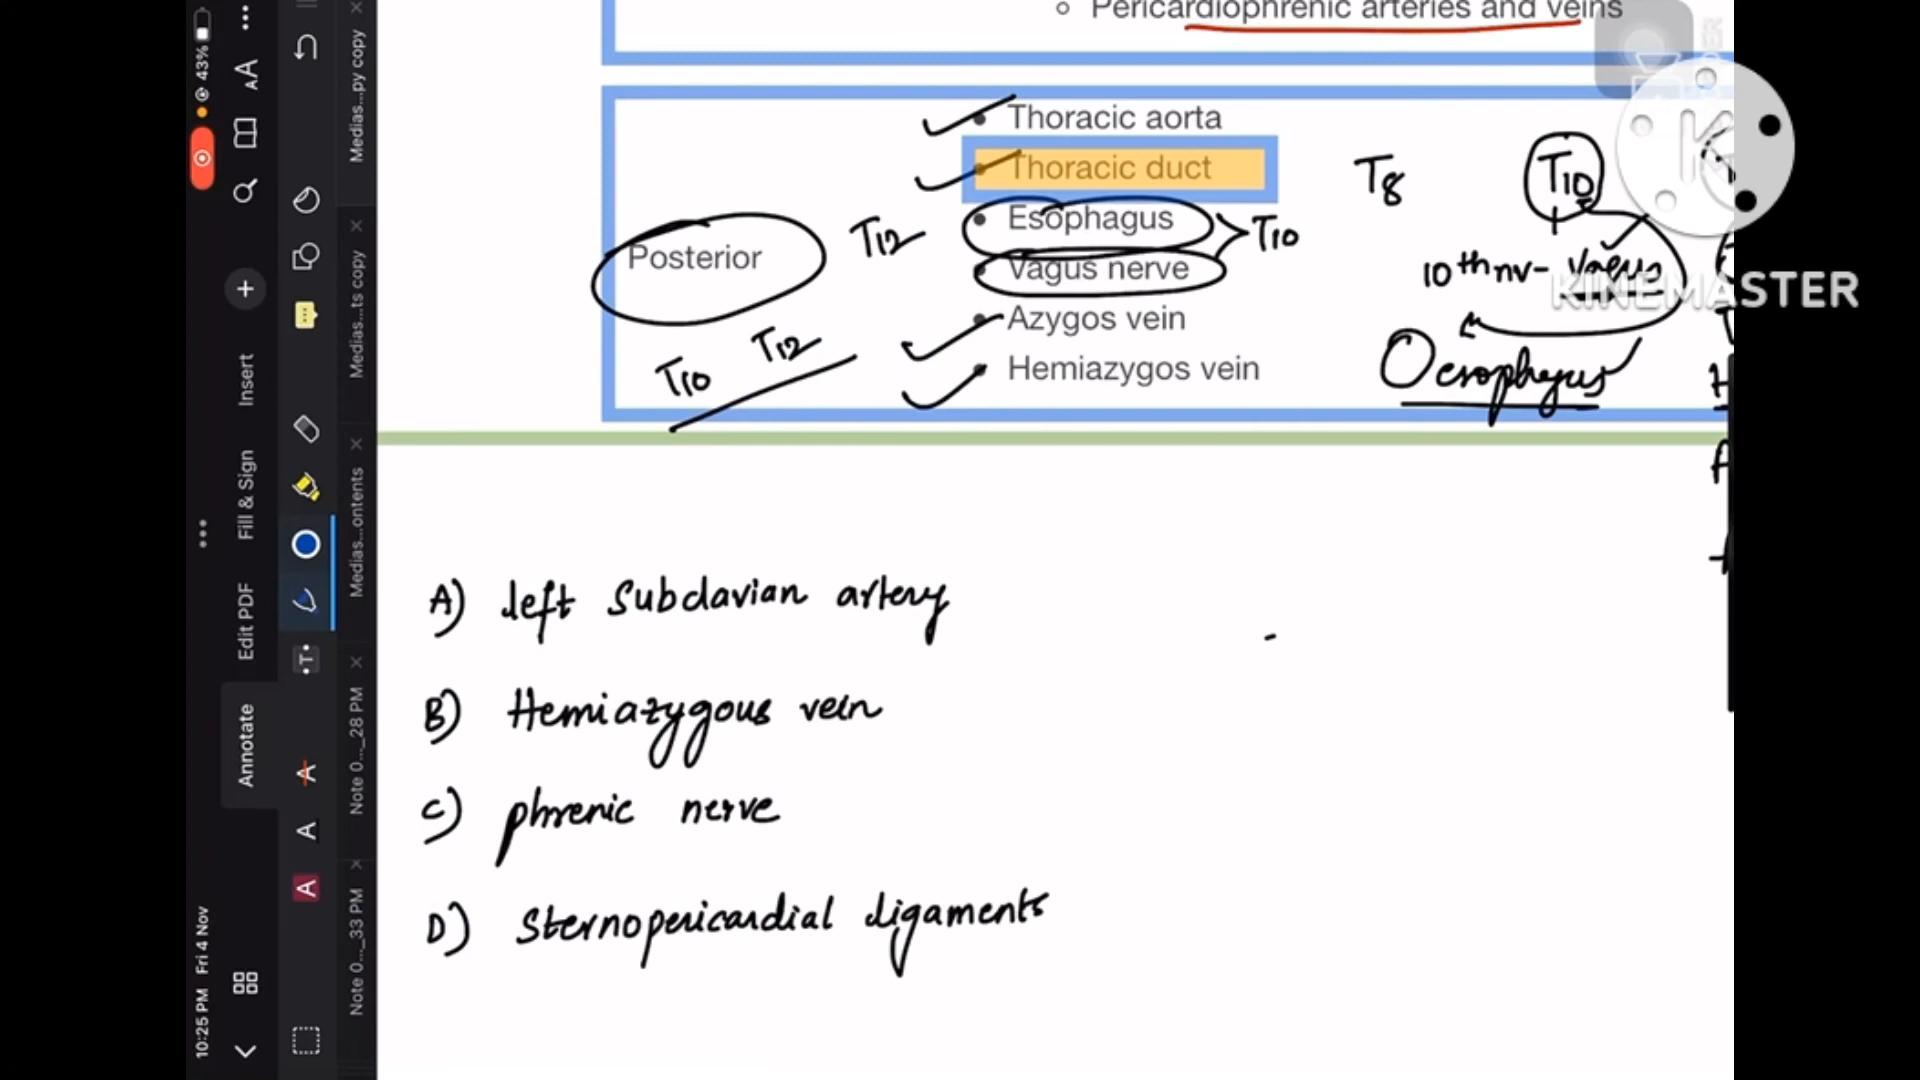 Pericardiophrenic arteries and veins
Thoracic aorta
Thoracic duct
T8
T10
Esophagus
T12
T10
Posterior
Vagus nerve
10th nv- Vagus
KINEMASTER
Azygos vein
T10 T12
Oesophegus
Hemiazygos vein
A) left Subclavian artery
B) Hemiazygous vein
C) phrenic nerve
D) Sternopericardial ligaments
43%
10:25 PM Fri 4 Nov
Insert
Fill & Sign
Edit PDF
Annotate
Medias...py copy
Medias...ts copy
Medias...ontents
Note 0..._28 PM
Note 0..._33 PM